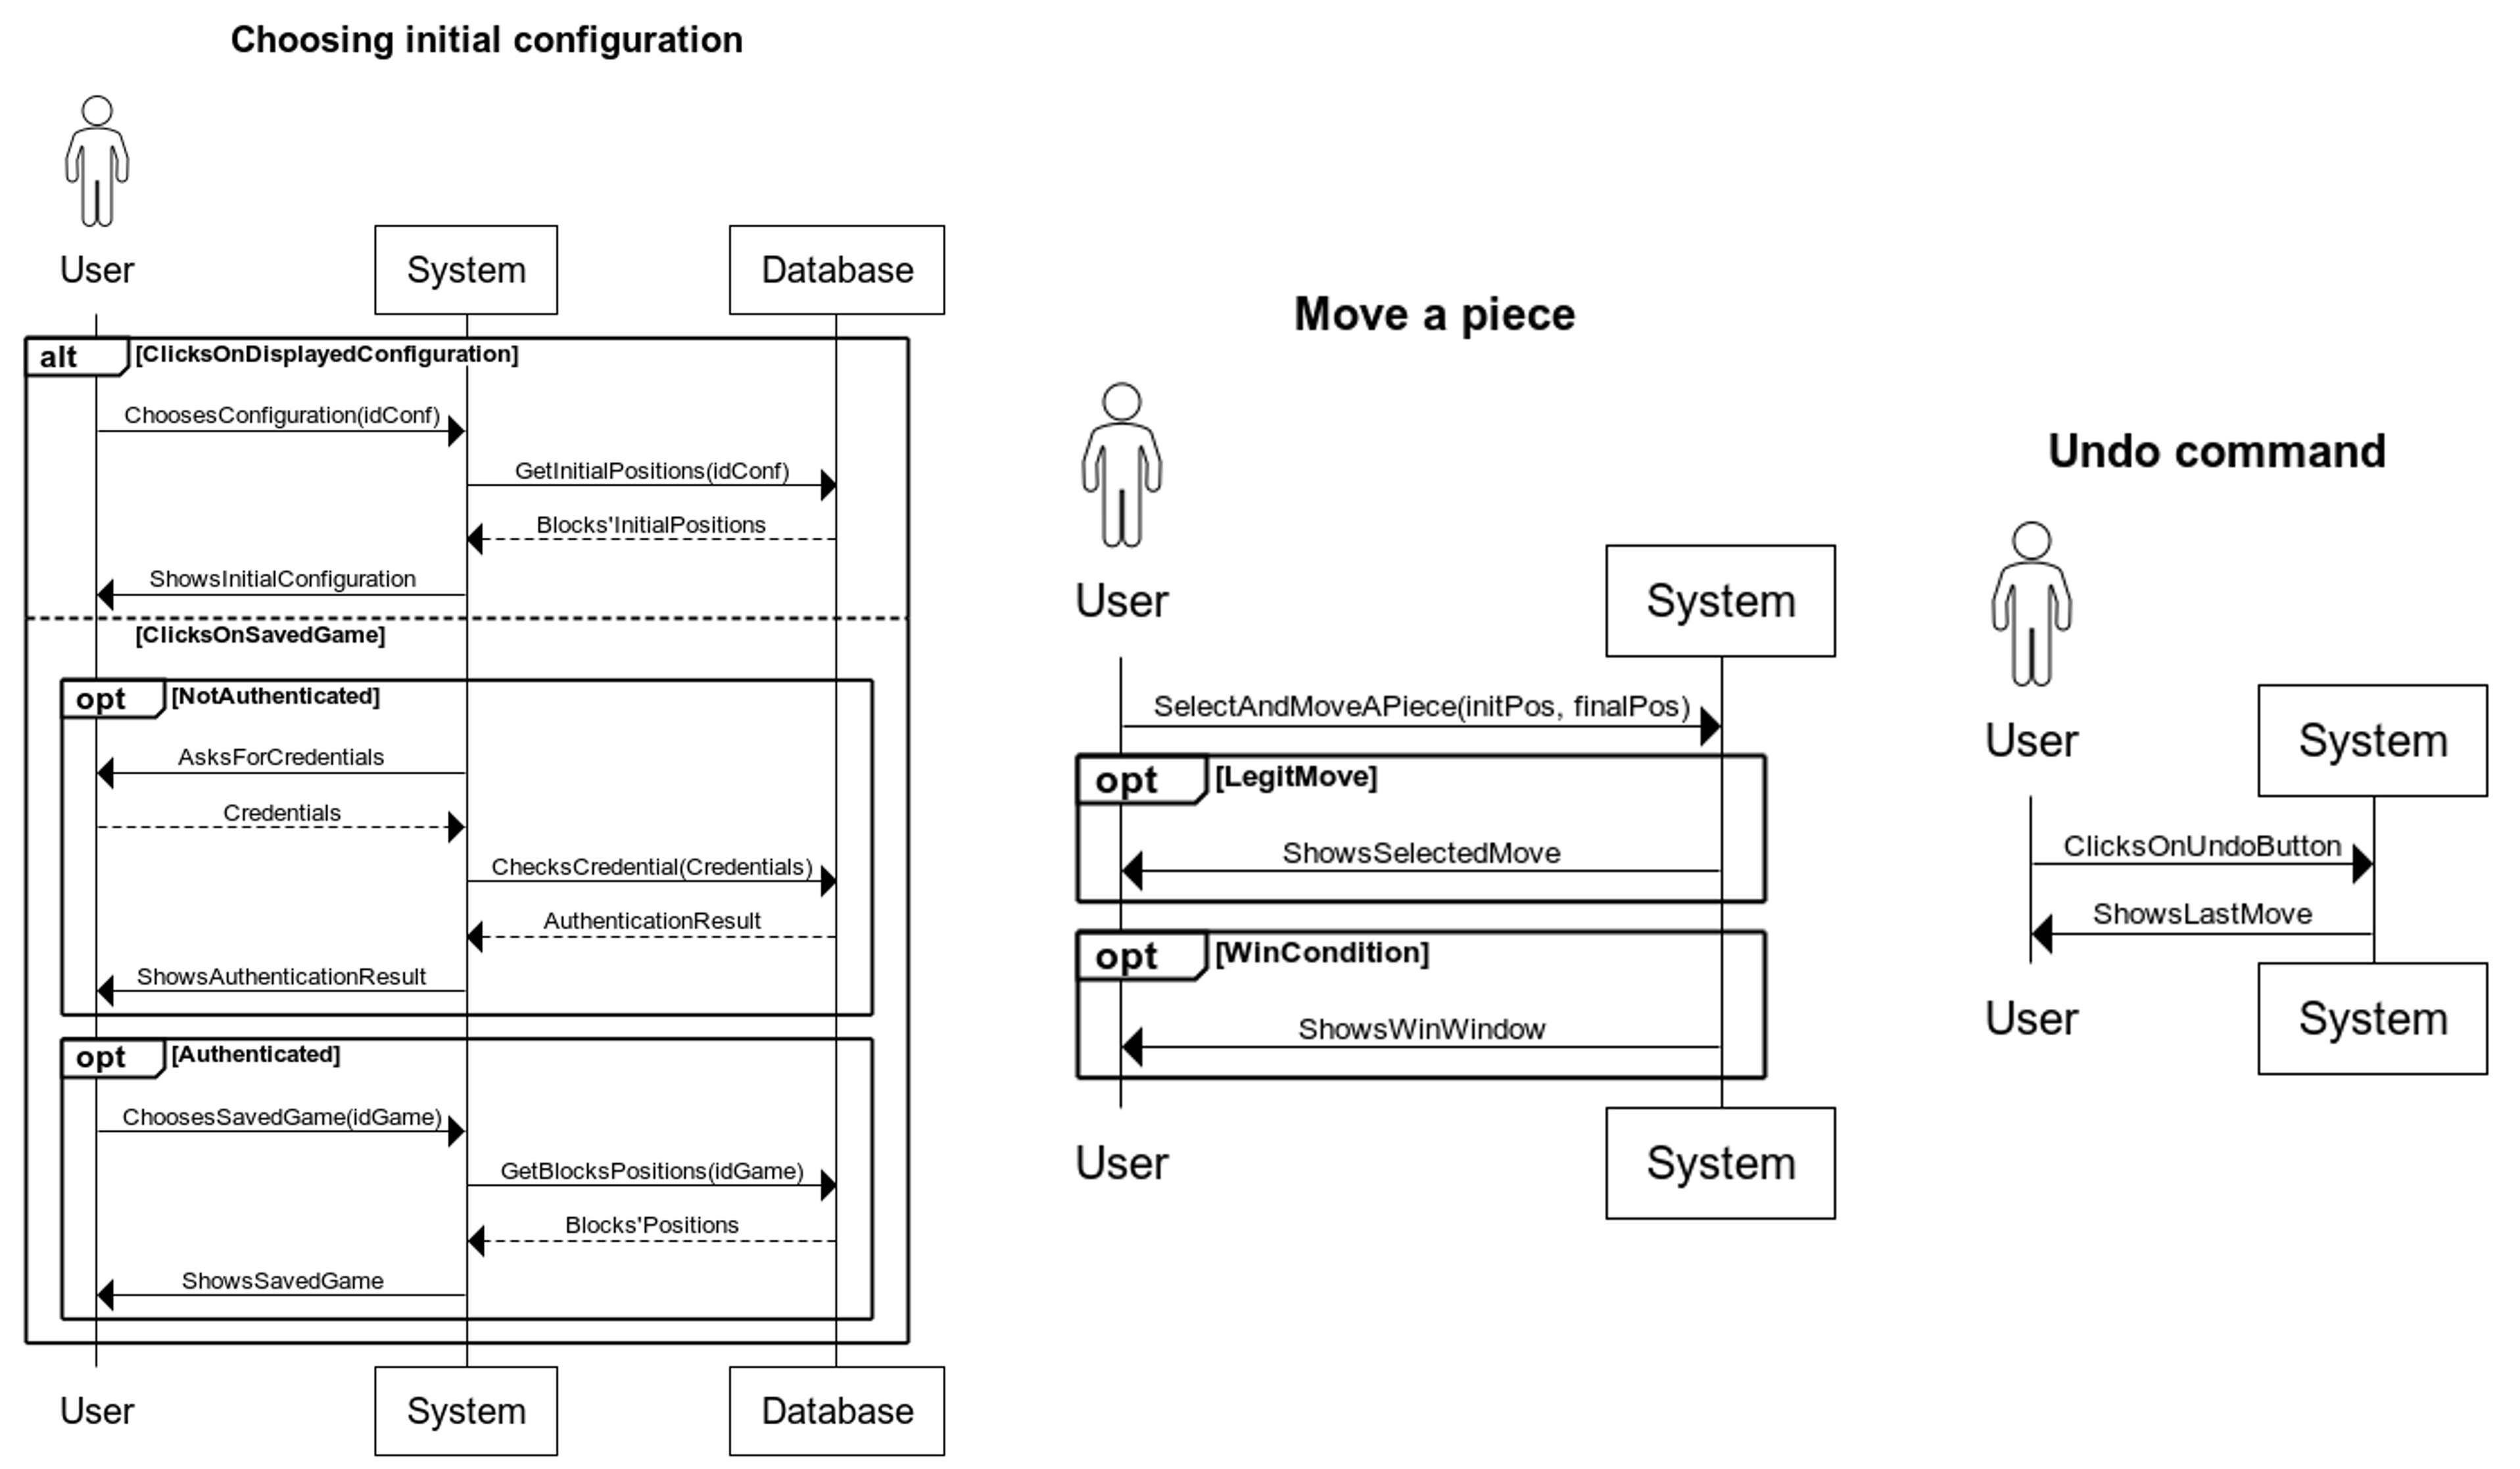 Choosing initial configuration
User
System
Database
alt
[ClicksOnDisplayedConfiguration]
ChoosesConfiguration(idConf)
GetInitialPositions(idConf)
Blocks'InitialPositions
ShowsInitialConfiguration
[ClicksOnSavedGame]
opt
[NotAuthenticated]
AsksForCredentials
Credentials
ChecksCredential(Credentials)
AuthenticationResult
ShowsAuthenticationResult
opt
[Authenticated]
ChoosesSavedGame(idGame)
GetBlocksPositions(idGame)
Blocks'Positions
ShowsSavedGame
User
System
Database
Move a piece
User
System
SelectAndMoveAPiece(initPos, finalPos)
opt
[LegitMove]
ShowsSelectedMove
opt
[WinCondition]
ShowsWinWindow
User
System
Undo command
User
System
ClicksOnUndoButton
ShowsLastMove
User
System